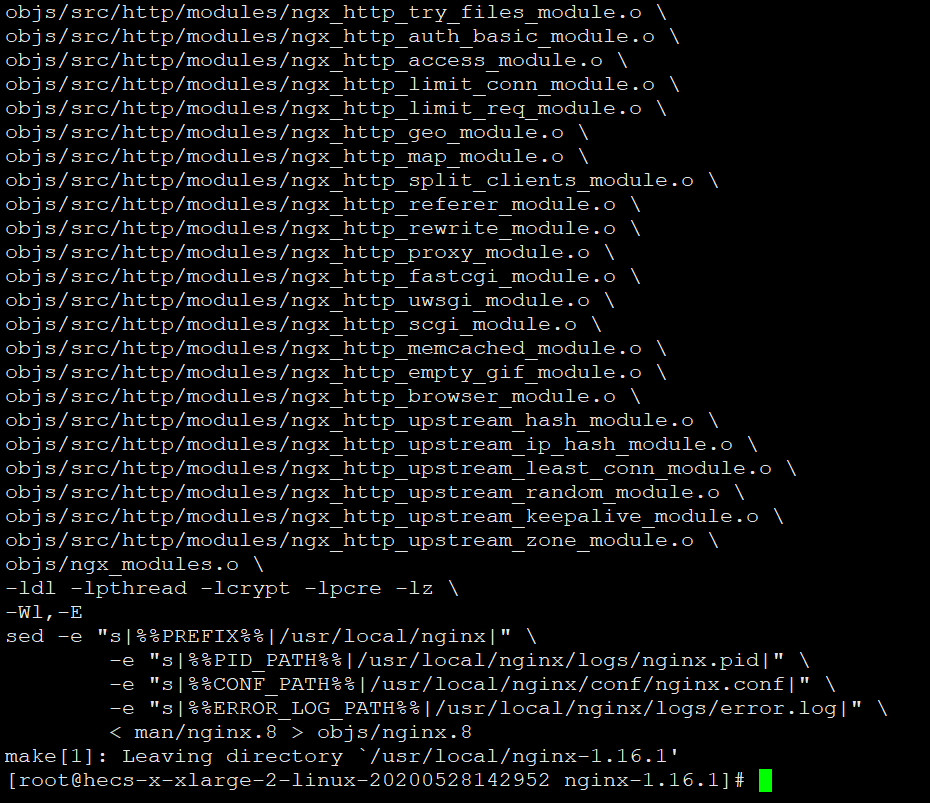 objs/src/http/modules/ngx_http_try_files_module.o \
objs/src/http/modules/ngx_http_auth_basic_module.o \
objs/src/http/modules/ngx_http_access_module.o \
objs/src/http/modules/ngx_http_limit_conn_module.o \
objs/src/http/modules/ngx_http_limit_req_module.o \
objs/src/http/modules/ngx_http_geo_module.o \
objs/src/http/modules/ngx_http_map_module.o \
objs/src/http/modules/ngx_http_split_clients_module.o \
objs/src/http/modules/ngx_http_referer_module.o \
objs/src/http/modules/ngx_http_rewrite_module.o \
objs/src/http/modules/ngx_http_proxy_module.o \
objs/src/http/modules/ngx_http_fastcgi_module.o \
objs/src/http/modules/ngx_http_uwsgi_module.o \
objs/src/http/modules/ngx_http_scgi_module.o \
objs/src/http/modules/ngx_http_memcached_module.o \
objs/src/http/modules/ngx_http_empty_gif_module.o \
objs/src/http/modules/ngx_http_browser_module.o \
objs/src/http/modules/ngx_http_upstream_hash_module.o \
objs/src/http/modules/ngx_http_upstream_ip_hash_module.o \
objs/src/http/modules/ngx_http_upstream_least_conn_module.o \
objs/src/http/modules/ngx_http_upstream_random_module.o \
objs/src/http/modules/ngx_http_upstream_keepalive_module.o \
objs/src/http/modules/ngx_http_upstream_zone_module.o \
objs/ngx_modules.o \
-ldl -lpthread -lcrypt -lpcre -lz \
-Wl,-E
sed -e "s|%%PREFIX%%|/usr/local/nginx|" \
        -e "s|%%PID_PATH%%|/usr/local/nginx/logs/nginx.pid|" \
        -e "s|%%CONF_PATH%%|/usr/local/nginx/conf/nginx.conf|" \
        -e "s|%%ERROR_LOG_PATH%%|/usr/local/nginx/logs/error.log|" \
        < man/nginx.8 > objs/nginx.8
make[1]: Leaving directory `/usr/local/nginx-1.16.1'
[root@hecs-x-xlarge-2-linux-20200528142952 nginx-1.16.1]#